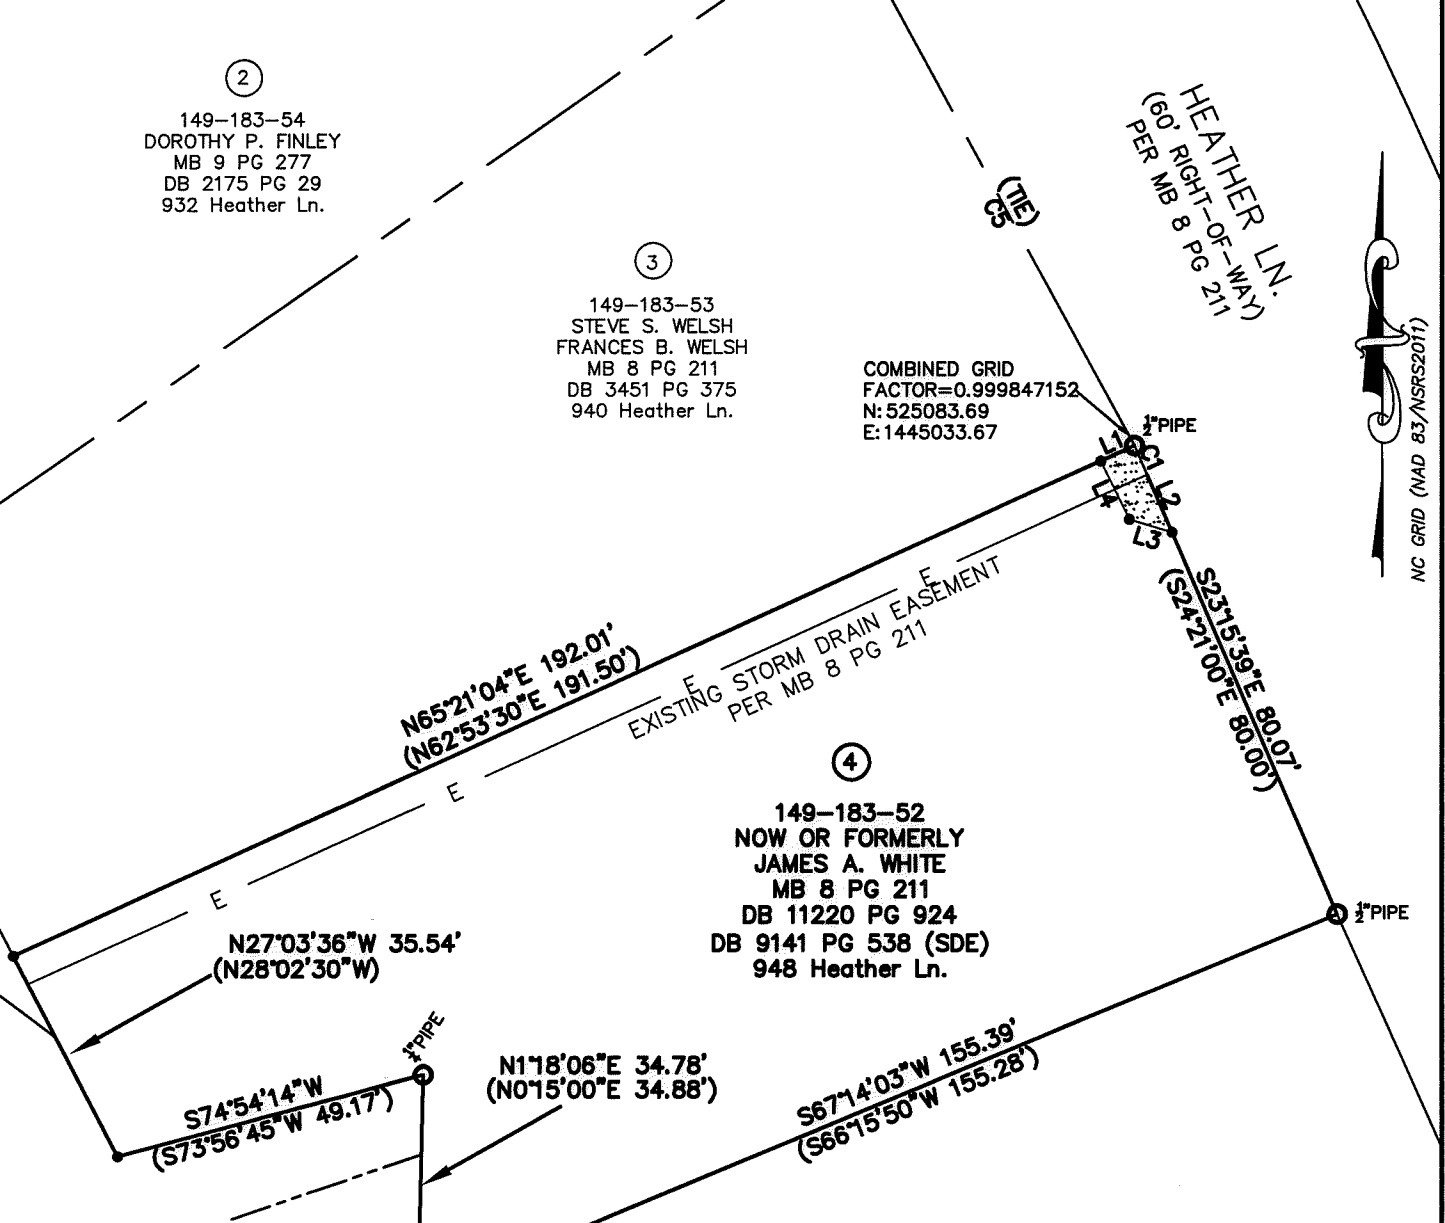 2
149-183-54
DOROTHY P. FINLEY
MB 9 PG 277
DB 2175 PG 29
932 Heather Ln.
HEATHER LN.
(60' RIGHT-OF-WAY)
PER MB 8 PG 211
(TIE)
C5
3
149-183-53
STEVE S. WELSH
FRANCES B. WELSH
MB 8 PG 211
DB 3451 PG 375
940 Heather Ln.
COMBINED GRID
FACTOR=0.999847152
N: 525083.69
E: 1445033.67
NC GRID (NAD 83/NSRS2011)
½"PIPE
L1
C1
L2
L4
L3
E
EXISTING STORM DRAIN EASEMENT
PER MB 8 PG 211
S23°15'39"E 80.07'
(S24°21'00"E 80.00')
N65°21'04"E 192.01'
(N62°53'30"E 191.50')
E
E
E
4
149-183-52
NOW OR FORMERLY
JAMES A. WHITE
MB 8 PG 211
DB 11220 PG 924
DB 9141 PG 538 (SDE)
948 Heather Ln.
½"PIPE
N27°03'36"W 35.54'
(N28°02'30"W)
¼"PIPE
N1°18'06"E 34.78'
(N0°15'00"E 34.88')
S74°54'14"W
(S73°56'45"W 49.17')
S67°14'03"W 155.39'
(S66°15'50"W 155.28')